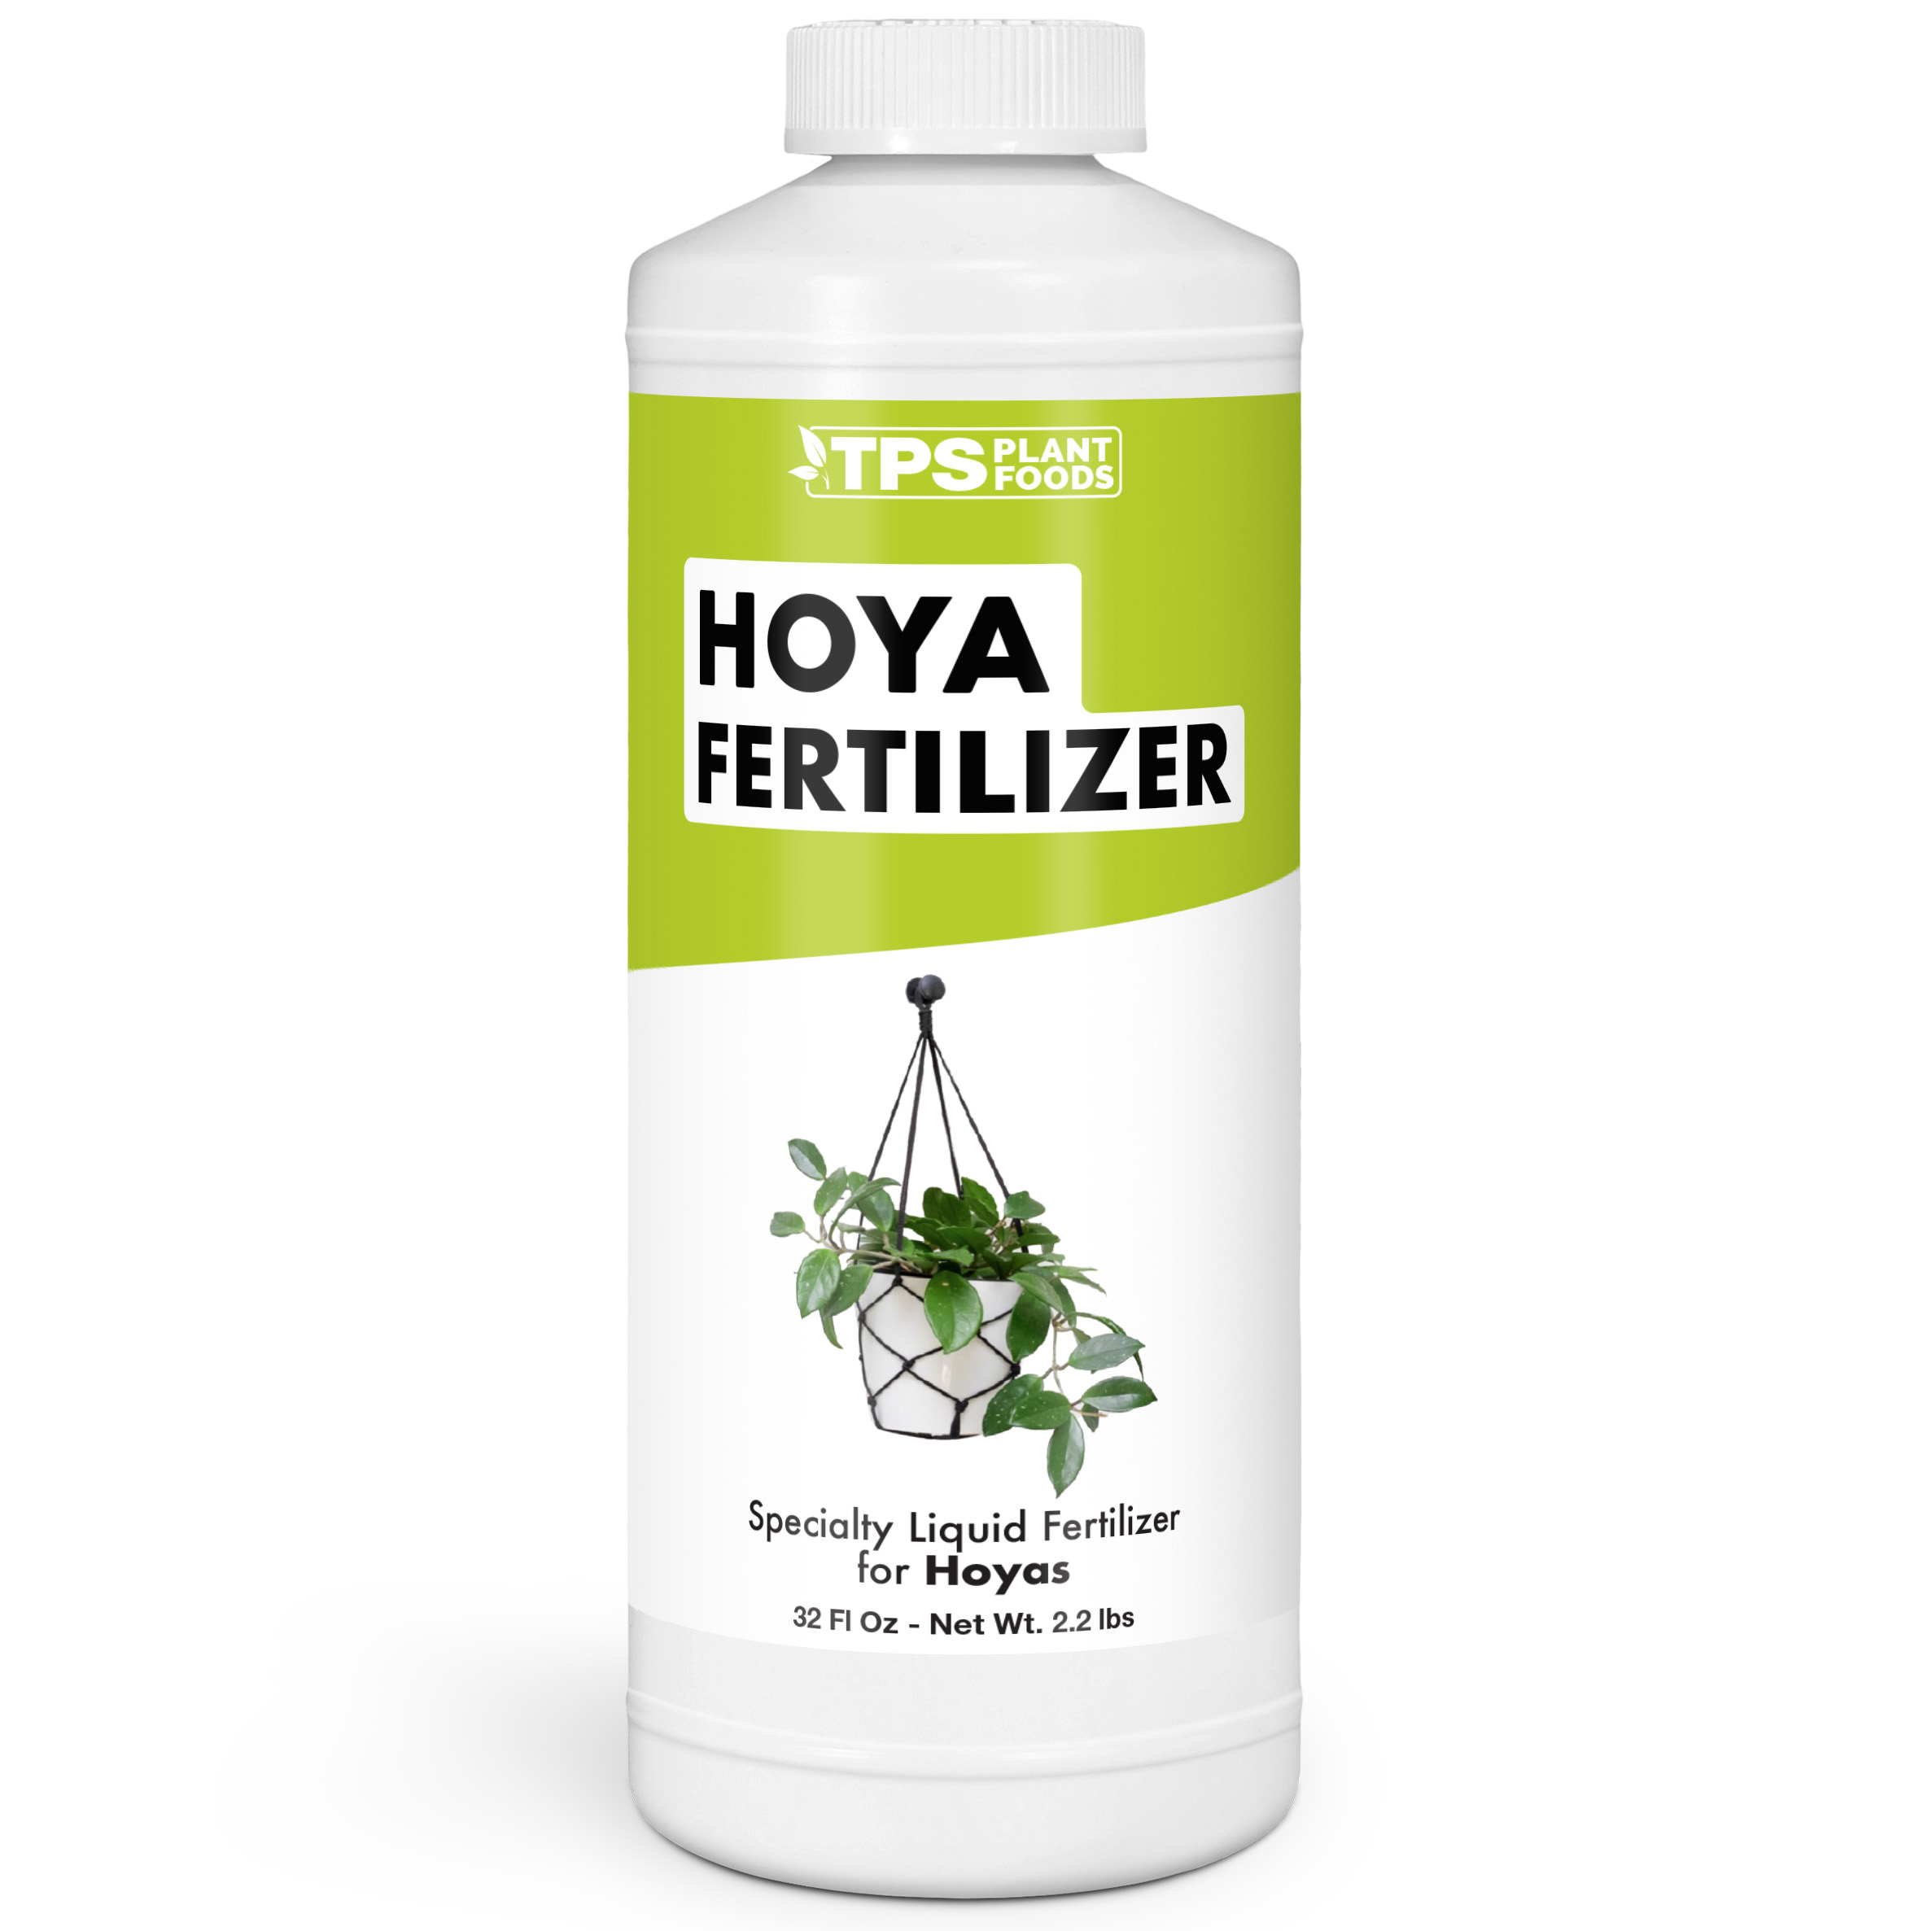 TPS PLANT FOODS
HOYA
FERTILIZER
Specialty Liquid Fertilizer
for Hoyas
32 Fl Oz - Net Wt. 2.2 lbs